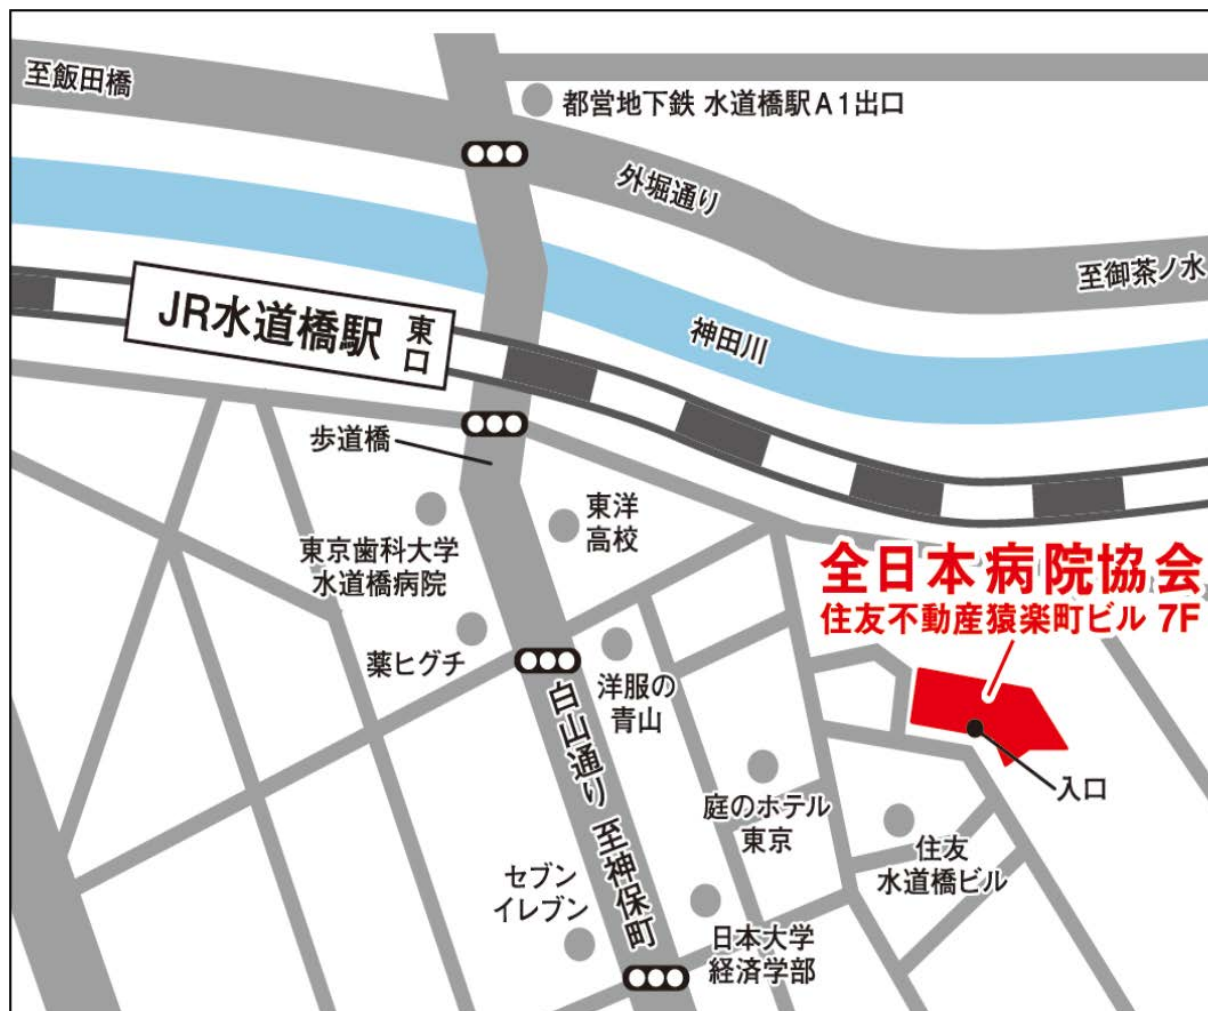 至飯田橋
都営地下鉄 水道橋駅A1出口
外堀通り
至御茶ノ水
神田川
JR水道橋駅
東口
歩道橋
東洋
高校
東京歯科大学
水道橋病院
全日本病院協会
住友不動産猿楽町ビル 7F
薬ヒグチ
洋服の
青山
白山通り 至神保町
入口
庭のホテル
東京
住友
水道橋ビル
セブン
イレブン
日本大学
経済学部